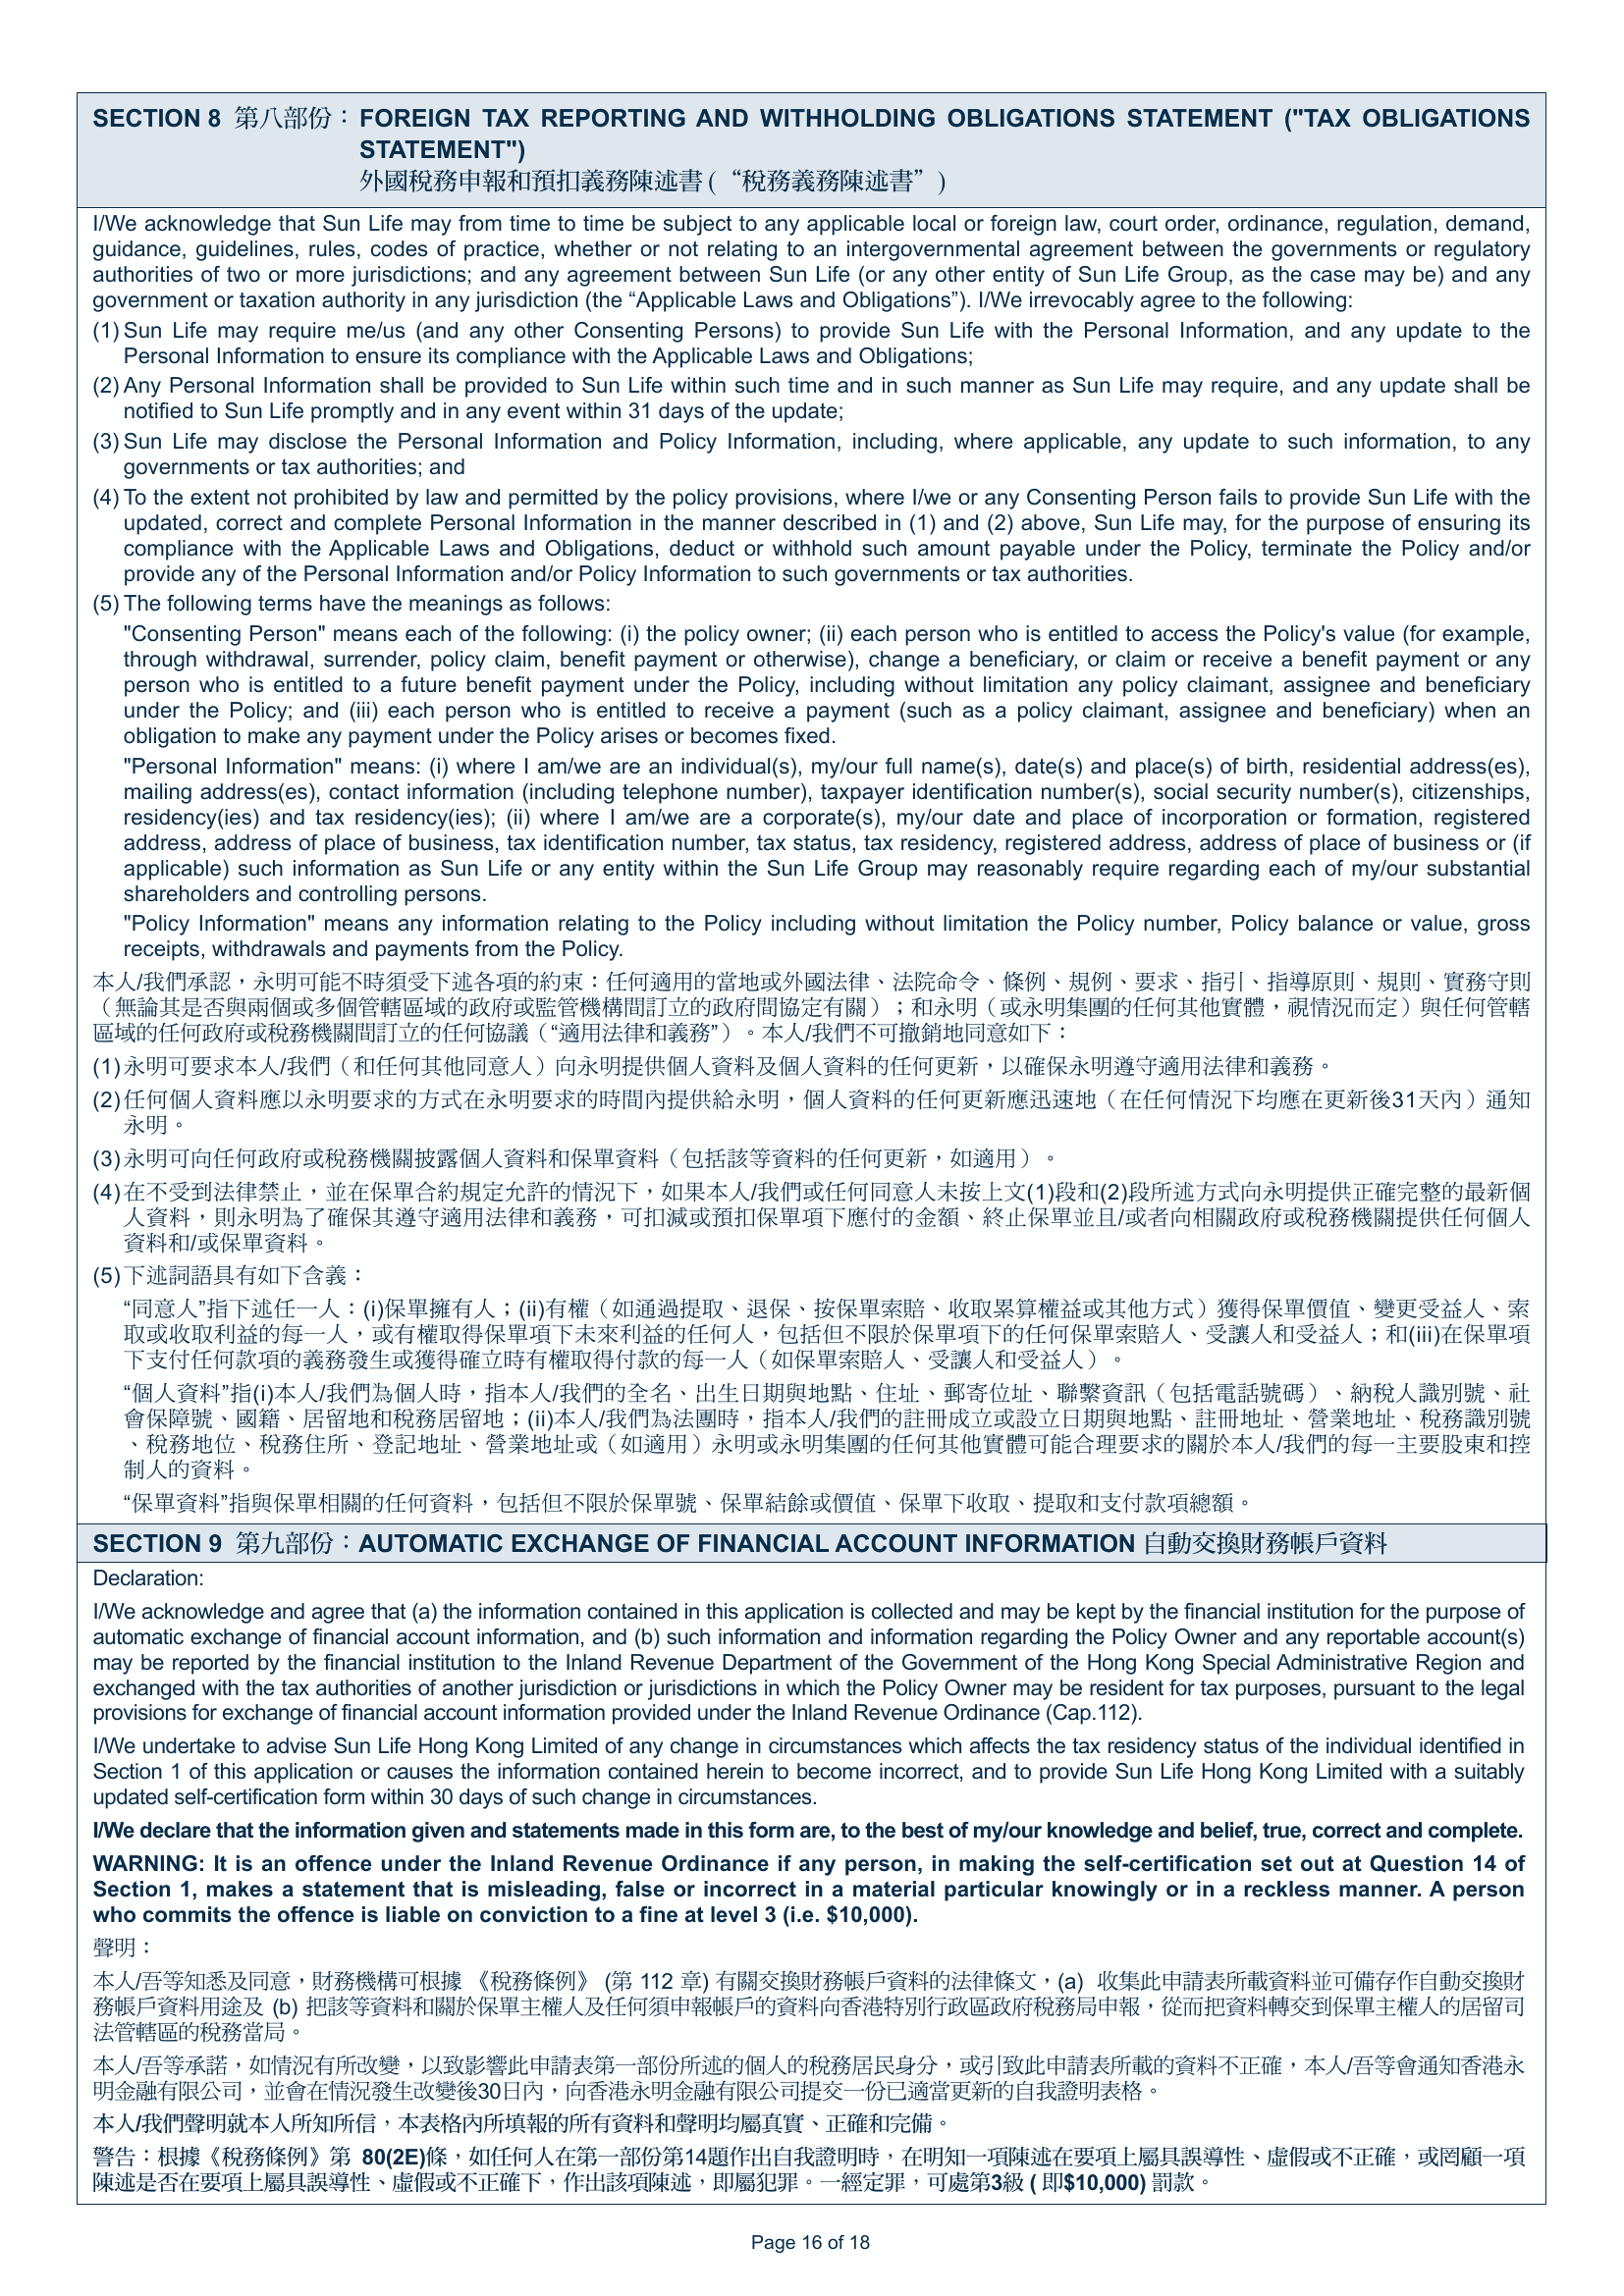 SECTION 8 第八部份：FOREIGN TAX REPORTING AND WITHHOLDING OBLIGATIONS STATEMENT ("TAX OBLIGATIONS
STATEMENT")
外國稅務申報和預扣義務陳述書 (“稅務義務陳述書”)
I/We acknowledge that Sun Life may from time to time be subject to any applicable local or foreign law, court order, ordinance, regulation, demand,
guidance, guidelines, rules, codes of practice, whether or not relating to an intergovernmental agreement between the governments or regulatory
authorities of two or more jurisdictions; and any agreement between Sun Life (or any other entity of Sun Life Group, as the case may be) and any
government or taxation authority in any jurisdiction (the “Applicable Laws and Obligations”). I/We irrevocably agree to the following:
(1) Sun Life may require me/us (and any other Consenting Persons) to provide Sun Life with the Personal Information, and any update to the
Personal Information to ensure its compliance with the Applicable Laws and Obligations;
(2) Any Personal Information shall be provided to Sun Life within such time and in such manner as Sun Life may require, and any update shall be
notified to Sun Life promptly and in any event within 31 days of the update;
(3) Sun Life may disclose the Personal Information and Policy Information, including, where applicable, any update to such information, to any
governments or tax authorities; and
(4) To the extent not prohibited by law and permitted by the policy provisions, where I/we or any Consenting Person fails to provide Sun Life with the
updated, correct and complete Personal Information in the manner described in (1) and (2) above, Sun Life may, for the purpose of ensuring its
compliance with the Applicable Laws and Obligations, deduct or withhold such amount payable under the Policy, terminate the Policy and/or
provide any of the Personal Information and/or Policy Information to such governments or tax authorities.
(5) The following terms have the meanings as follows:
"Consenting Person" means each of the following: (i) the policy owner; (ii) each person who is entitled to access the Policy's value (for example,
through withdrawal, surrender, policy claim, benefit payment or otherwise), change a beneficiary, or claim or receive a benefit payment or any
person who is entitled to a future benefit payment under the Policy, including without limitation any policy claimant, assignee and beneficiary
under the Policy; and (iii) each person who is entitled to receive a payment (such as a policy claimant, assignee and beneficiary) when an
obligation to make any payment under the Policy arises or becomes fixed.
"Personal Information" means: (i) where I am/we are an individual(s), my/our full name(s), date(s) and place(s) of birth, residential address(es),
mailing address(es), contact information (including telephone number), taxpayer identification number(s), social security number(s), citizenships,
residency(ies) and tax residency(ies); (ii) where I am/we are a corporate(s), my/our date and place of incorporation or formation, registered
address, address of place of business, tax identification number, tax status, tax residency, registered address, address of place of business or (if
applicable) such information as Sun Life or any entity within the Sun Life Group may reasonably require regarding each of my/our substantial
shareholders and controlling persons.
"Policy Information" means any information relating to the Policy including without limitation the Policy number, Policy balance or value, gross
receipts, withdrawals and payments from the Policy.
本人/我們承認，永明可能不時須受下述各項的約束：任何適用的當地或外國法律、法院命令、條例、規例、要求、指引、指導原則、規則、實務守則
（無論其是否與兩個或多個管轄區域的政府或監管機構間訂立的政府間協定有關）；和永明（或永明集團的任何其他實體，視情況而定）與任何管轄
區域的任何政府或稅務機關間訂立的任何協議（“適用法律和義務”）。本人/我們不可撤銷地同意如下：
(1) 永明可要求本人/我們（和任何其他同意人）向永明提供個人資料及個人資料的任何更新，以確保永明遵守適用法律和義務。
(2) 任何個人資料應以永明要求的方式在永明要求的時間內提供給永明，個人資料的任何更新應迅速地（在任何情況下均應在更新後31天內）通知
永明。
(3) 永明可向任何政府或稅務機關披露個人資料和保單資料（包括該等資料的任何更新，如適用）。
(4) 在不受到法律禁止，並在保單合約規定允許的情況下，如果本人/我們或任何同意人未按上文(1)段和(2)段所述方式向永明提供正確完整的最新個
人資料，則永明為了確保其遵守適用法律和義務，可扣減或預扣保單項下應付的金額、終止保單並且/或者向相關政府或稅務機關提供任何個人
資料和/或保單資料。
(5) 下述詞語具有如下含義：
“同意人”指下述任一人：(i)保單擁有人；(ii)有權（如通過提取、退保、按保單索賠、收取累算權益或其他方式）獲得保單價值、變更受益人、索
取或收取利益的每一人，或有權取得保單項下未來利益的任何人，包括但不限於保單項下的任何保單索賠人、受讓人和受益人；和(iii)在保單項
下支付任何款項的義務發生或獲得確立時有權取得付款的每一人（如保單索賠人、受讓人和受益人）。
“個人資料”指(i)本人/我們為個人時，指本人/我們的全名、出生日期與地點、住址、郵寄位址、聯繫資訊（包括電話號碼）、納稅人識別號、社
會保障號、國籍、居留地和稅務居留地；(ii)本人/我們為法團時，指本人/我們的註冊成立或設立日期與地點、註冊地址、營業地址、稅務識別號
、稅務地位、稅務住所、登記地址、營業地址或（如適用）永明或永明集團的任何其他實體可能合理要求的關於本人/我們的每一主要股東和控
制人的資料。
“保單資料”指與保單相關的任何資料，包括但不限於保單號、保單結餘或價值、保單下收取、提取和支付款項總額。
SECTION 9 第九部份：AUTOMATIC EXCHANGE OF FINANCIAL ACCOUNT INFORMATION 自動交換財務帳戶資料
Declaration:
I/We acknowledge and agree that (a) the information contained in this application is collected and may be kept by the financial institution for the purpose of
automatic exchange of financial account information, and (b) such information and information regarding the Policy Owner and any reportable account(s)
may be reported by the financial institution to the Inland Revenue Department of the Government of the Hong Kong Special Administrative Region and
exchanged with the tax authorities of another jurisdiction or jurisdictions in which the Policy Owner may be resident for tax purposes, pursuant to the legal
provisions for exchange of financial account information provided under the Inland Revenue Ordinance (Cap.112).
I/We undertake to advise Sun Life Hong Kong Limited of any change in circumstances which affects the tax residency status of the individual identified in
Section 1 of this application or causes the information contained herein to become incorrect, and to provide Sun Life Hong Kong Limited with a suitably
updated self-certification form within 30 days of such change in circumstances.
I/We declare that the information given and statements made in this form are, to the best of my/our knowledge and belief, true, correct and complete.
WARNING: It is an offence under the Inland Revenue Ordinance if any person, in making the self-certification set out at Question 14 of
Section 1, makes a statement that is misleading, false or incorrect in a material particular knowingly or in a reckless manner. A person
who commits the offence is liable on conviction to a fine at level 3 (i.e. $10,000).
聲明：
本人/吾等知悉及同意，財務機構可根據 《稅務條例》 (第 112 章) 有關交換財務帳戶資料的法律條文，(a) 收集此申請表所載資料並可備存作自動交換財
務帳戶資料用途及 (b) 把該等資料和關於保單主權人及任何須申報帳戶的資料向香港特別行政區政府稅務局申報，從而把資料轉交到保單主權人的居留司
法管轄區的稅務當局。
本人/吾等承諾，如情況有所改變，以致影響此申請表第一部份所述的個人的稅務居民身分，或引致此申請表所載的資料不正確，本人/吾等會通知香港永
明金融有限公司，並會在情況發生改變後30日內，向香港永明金融有限公司提交一份已適當更新的自我證明表格。
本人/我們聲明就本人所知所信，本表格內所填報的所有資料和聲明均屬真實、正確和完備。
警告：根據《稅務條例》第 80(2E)條，如任何人在第一部份第14題作出自我證明時，在明知一項陳述在要項上屬具誤導性、虛假或不正確，或罔顧一項
陳述是否在要項上屬具誤導性、虛假或不正確下，作出該項陳述，即屬犯罪。一經定罪，可處第3級 ( 即$10,000) 罰款。
Page 16 of 18